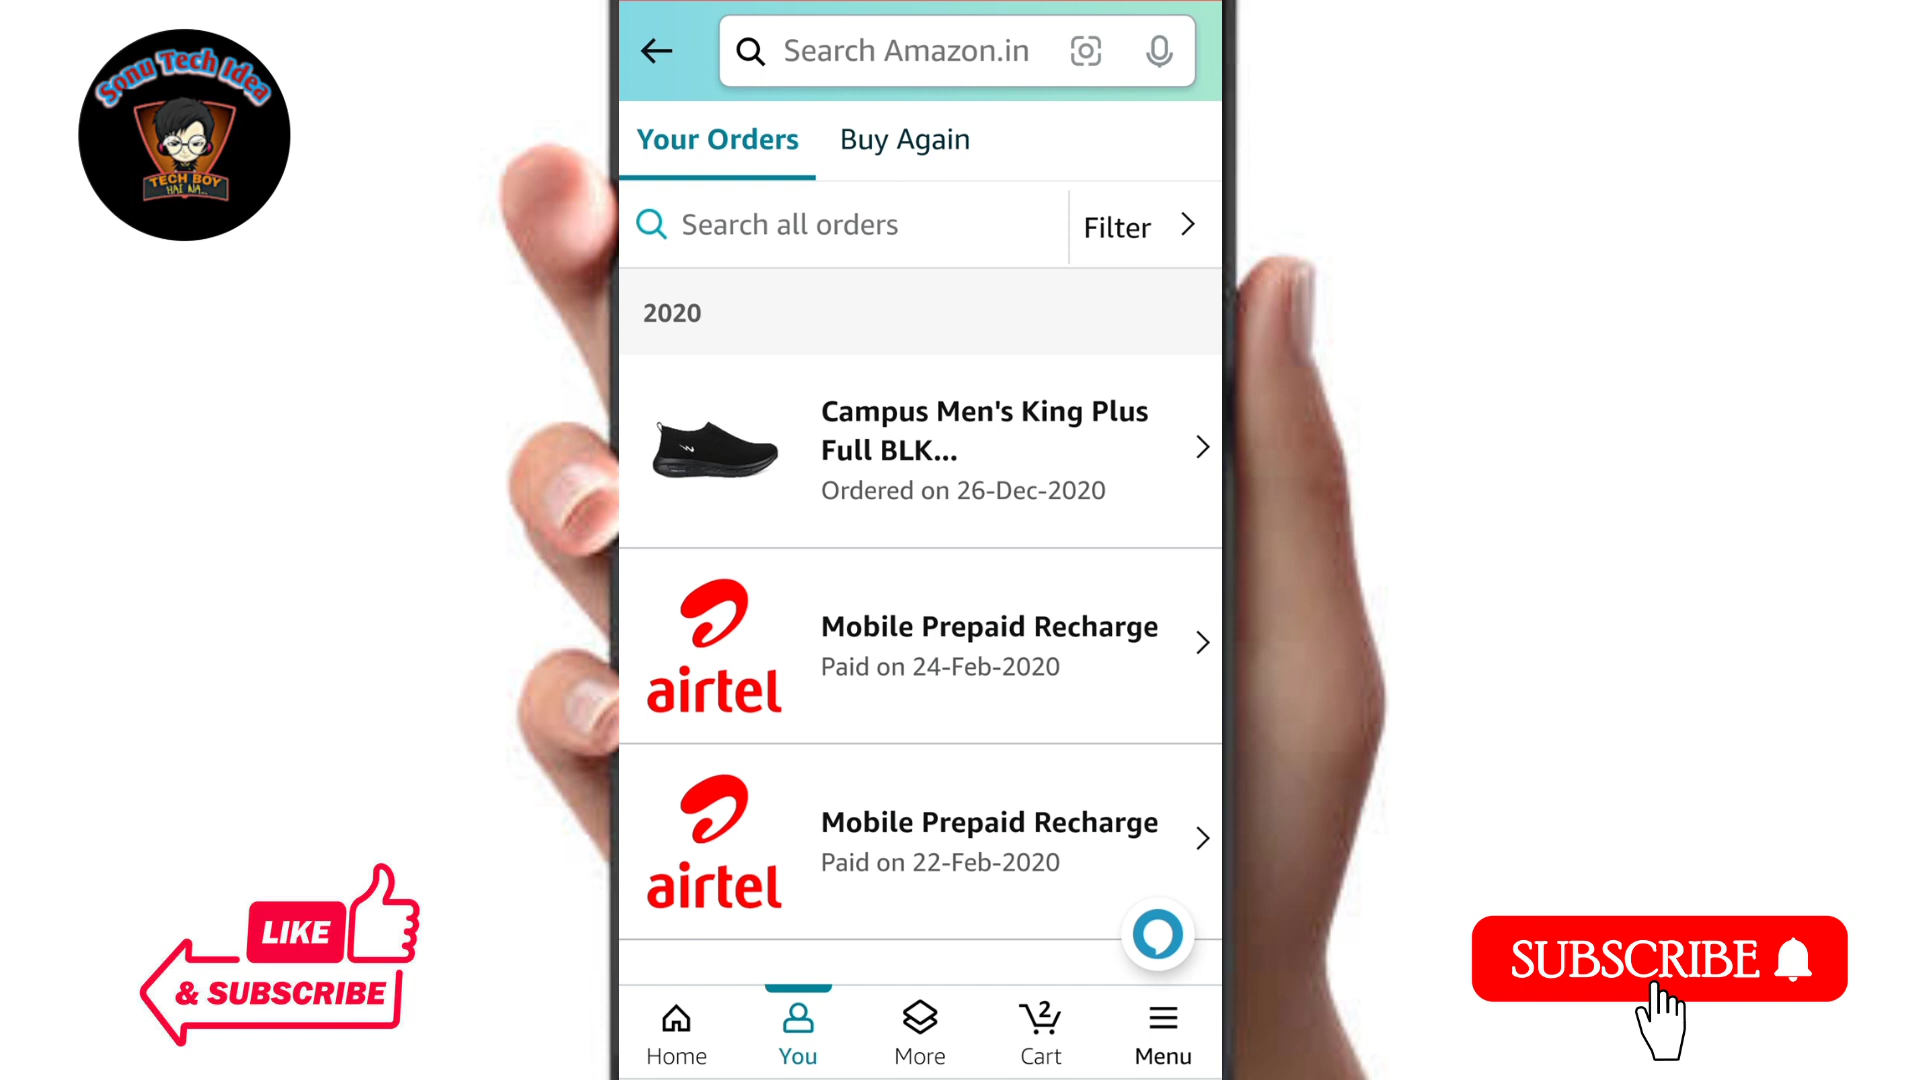 Sonu Tech Idea
TECH BOY
HAI NA...
Search Amazon.in
Your Orders
Buy Again
Search all orders
Filter
2020
Campus Men's King Plus
Full BLK...
Ordered on 26-Dec-2020
airtel
Mobile Prepaid Recharge
Paid on 24-Feb-2020
airtel
Mobile Prepaid Recharge
Paid on 22-Feb-2020
Home
You
More
2
Cart
Menu
LIKE
& SUBSCRIBE
SUBSCRIBE